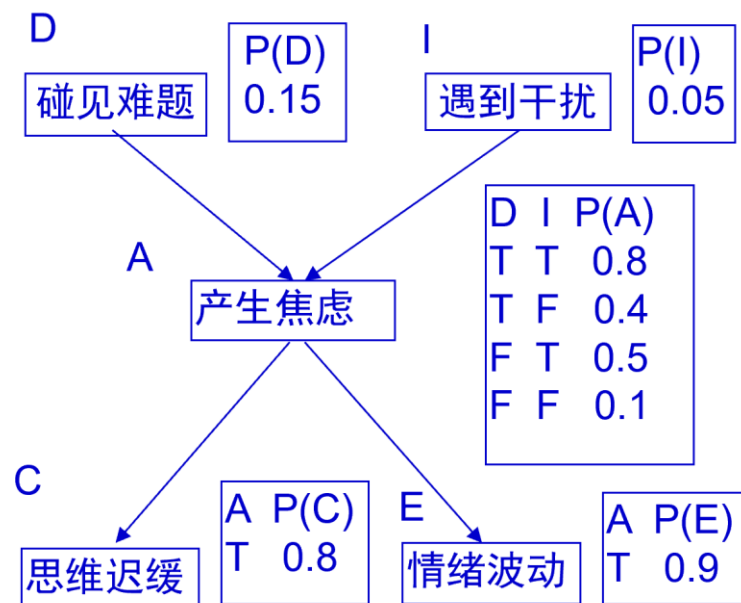 D
P(D)
0.15
碰见难题
I
P(I)
0.05
遇到干扰
A
产生焦虑
D I P(A)
T T 0.8
T F 0.4
F T 0.5
F F 0.1
C
思维迟缓
A P(C)
T 0.8
E
情绪波动
A P(E)
T 0.9